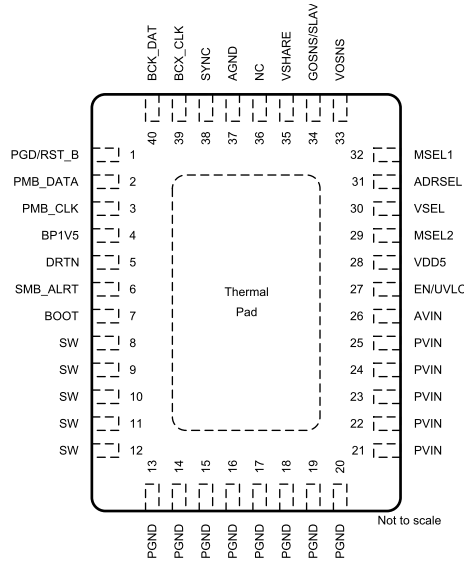 BCK_DAT
BCX_CLK
SYNC
AGND
NC
VSHARE
GOSNS/SLAV
VOSNS
40
39
38
37
36
35
34
33
PGD/RST_B 1
PMB_DATA 2
PMB_CLK 3
BP1V5 4
DRTN 5
SMB_ALRT 6
BOOT 7
SW 8
SW 9
SW 10
SW 11
SW 12
Thermal
Pad
32 MSEL1
31 ADRSEL
30 VSEL
29 MSEL2
28 VDD5
27 EN/UVLO
26 AVIN
25 PVIN
24 PVIN
23 PVIN
22 PVIN
21 PVIN
13
14
15
16
17
18
19
20
PGND
PGND
PGND
PGND
PGND
PGND
PGND
PGND
Not to scale